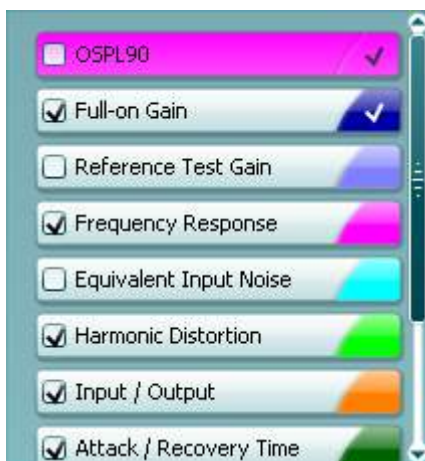 OSPL90
Full-on Gain
Reference Test Gain
Frequency Response
Equivalent Input Noise
Harmonic Distortion
Input / Output
Attack / Recovery Time